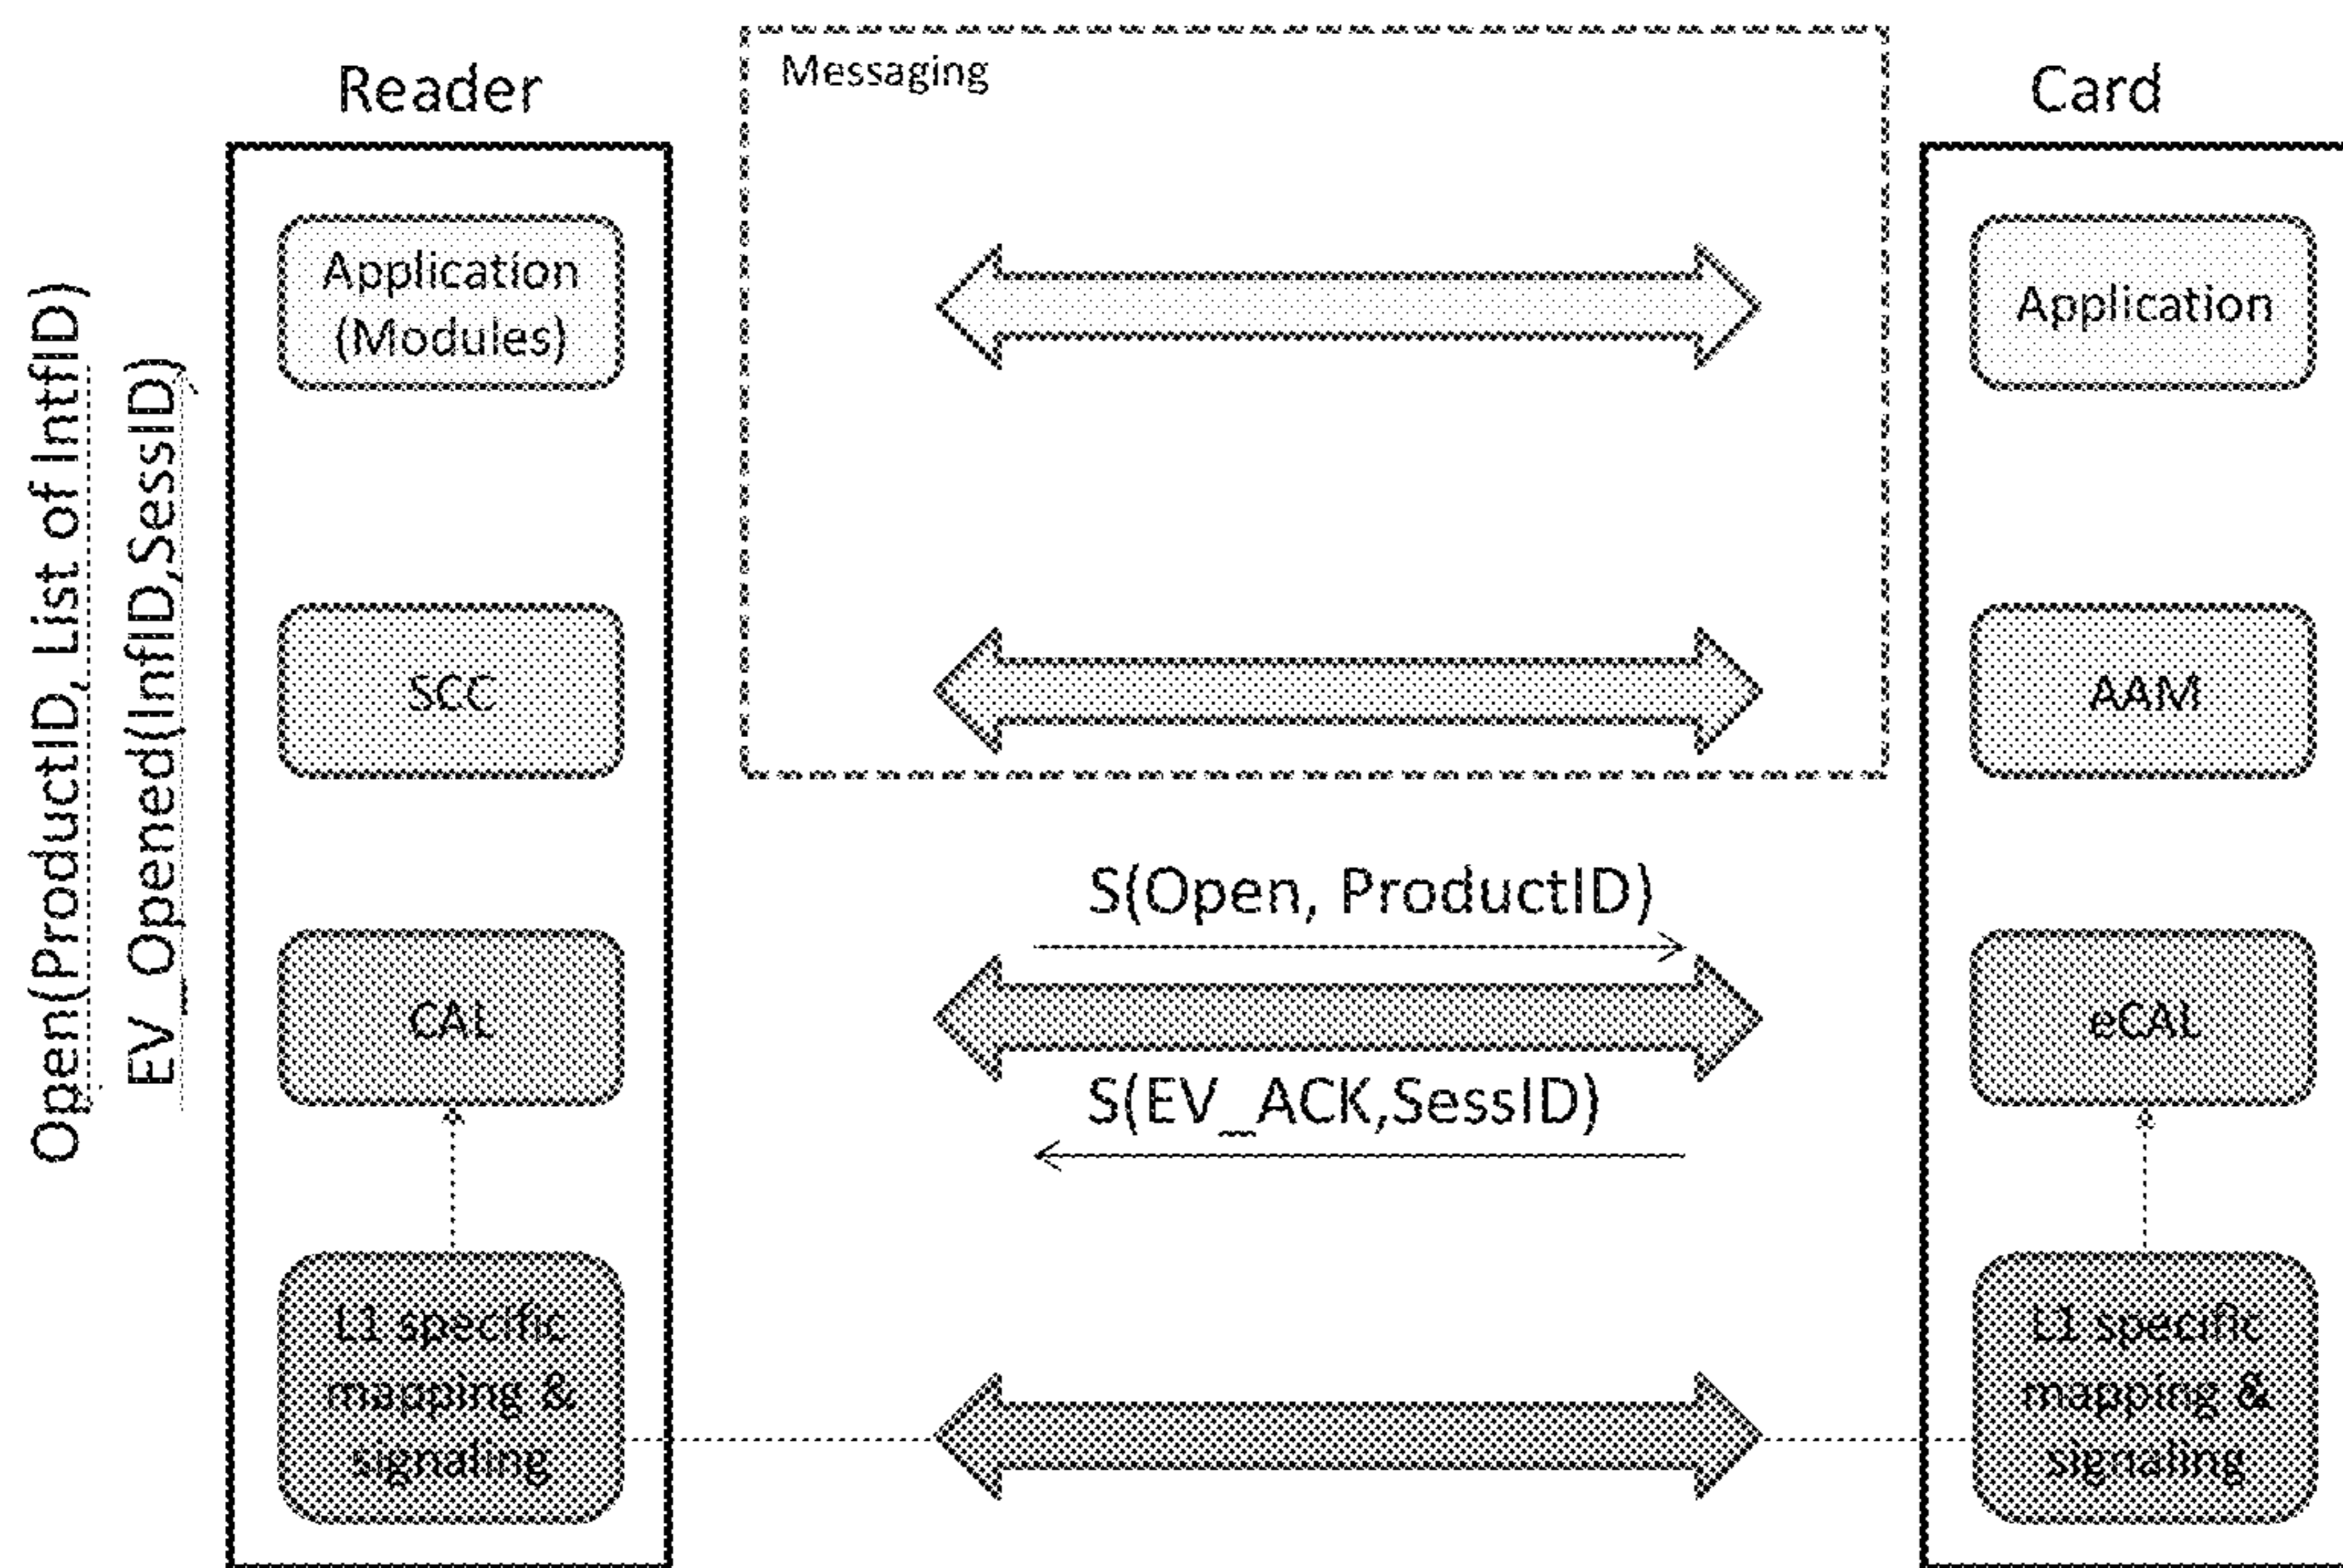 Messaging
Reader
Card
Open(ProductID, List of IntfID)
EV_Opened(InfID,SessID)
Application
(Modules)
Application
SCC
AAM
S(Open, ProductID)
CAL
eCAL
S(EV_ACK,SessID)
L1 specific
mapping &
signaling
L1 specific
mapping &
signaling